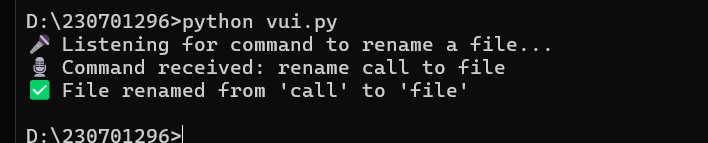 D:\230701296>python vui.py
🎤 Listening for command to rename a file...
🎙️ Command received: rename call to file
✅ File renamed from 'call' to 'file'
D:\230701296>